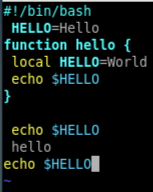 #!/bin/bash
HELLO=Hello
function hello {
local HELLO=World
echo $HELLO
}
echo $HELLO
hello
echo $HELLO
~